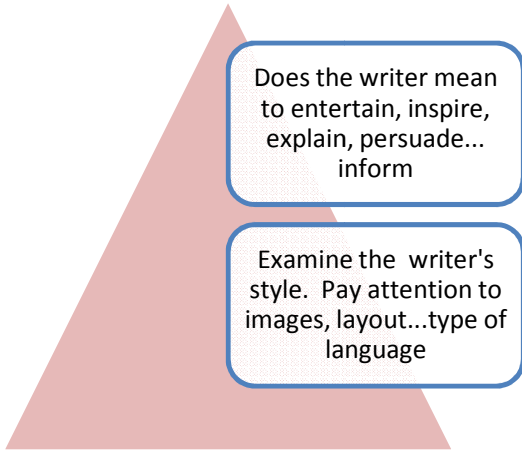 Does the writer mean
to entertain, inspire,
explain, persuade...
inform
Examine the  writer's
style.  Pay attention to
images, layout...type of
language